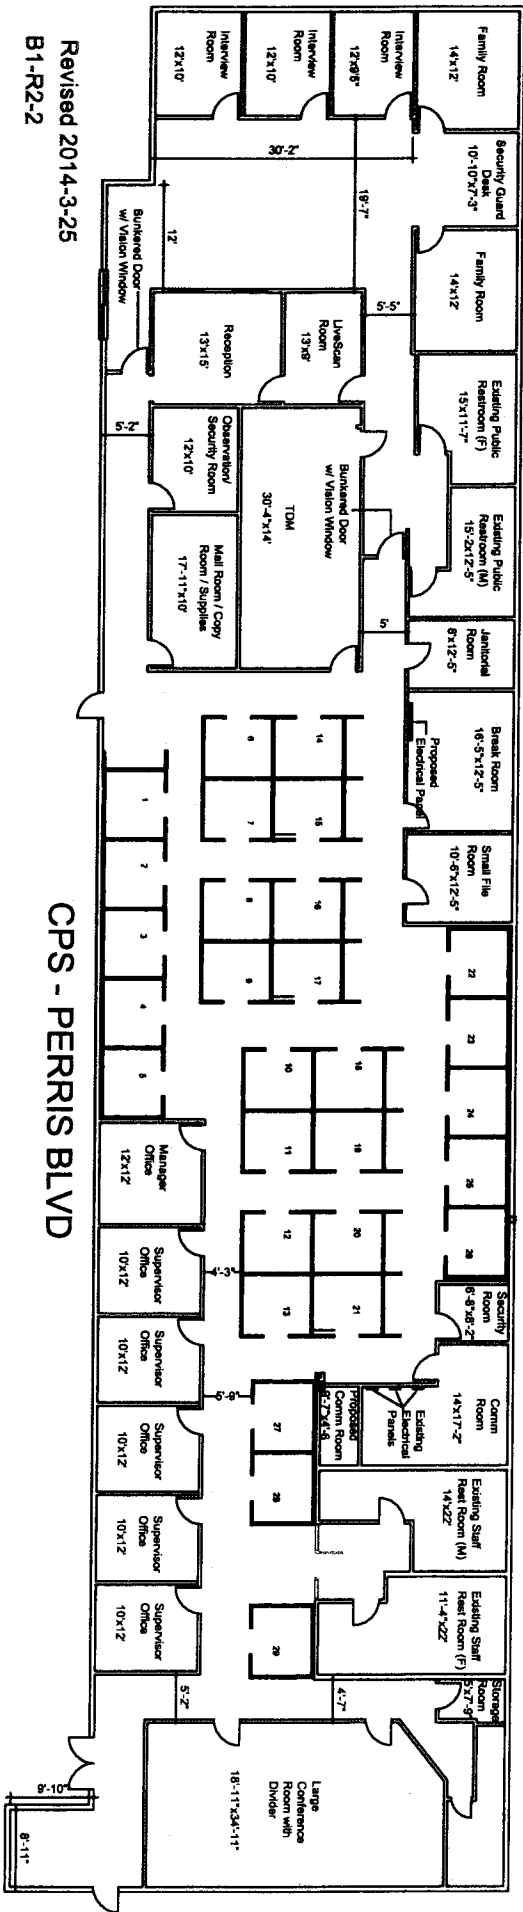 Family Room
14'x12'
Interview
Room
12'x9'6"
Interview
Room
12'x10'
Interview
Room
12'x10'
Security Guard
Desk
10'-10"x7'-3"
30'-2"
19'-7"
12'
Family Room
14'x12'
5'-5"
LiveScan
Room
13'x9'
Reception
13'x15'
Bunkered Door
w/ Vision Window
5'-2"
Existing Public
Restroom (F)
15'x11'-7"
Existing Public
Restroom (M)
15'-2x12'-5"
Bunkered Door
w/ Vision Window
TDM
30'-4"x14'
Observation/
Security Room
12'x10'
Mail Room / Copy
Room / Supplies
17'-11"x10'
5'
Janitorial
Room
8'x12'-5"
Break Room
16'-5"x12'-5"
Proposed
Electrical Panel
Small File
Room
10'-6"x12'-5"
14
6
15
7
16
8
17
9
1
2
3
4
5
22
23
24
25
26
18
10
19
11
20
12
21
13
Manager
Office
12'x12'
Supervisor
Office
10'x12'
4'-3"
Security
Room
6'-8"x8'-2"
Comm
Room
14'x17'-2"
Existing
Electrical
Panels
Proposed
Comm Room
Supervisor
Office
10'x12'
5'-9"
27
28
29
Supervisor
Office
10'x12'
Supervisor
Office
10'x12'
Supervisor
Office
10'x12'
Existing Staff
Rest Room (M)
14'x22'
Existing Staff
Rest Room (F)
11'-4"x22'
Storage
Room
5'x7'-9"
4'-7"
5'-2"
Large
Conference
Room with
Divider
18'-11"x34'-11"
9'-10"
8'-11"
CPS - PERRIS BLVD
Revised 2014-3-25
B1-R2-2